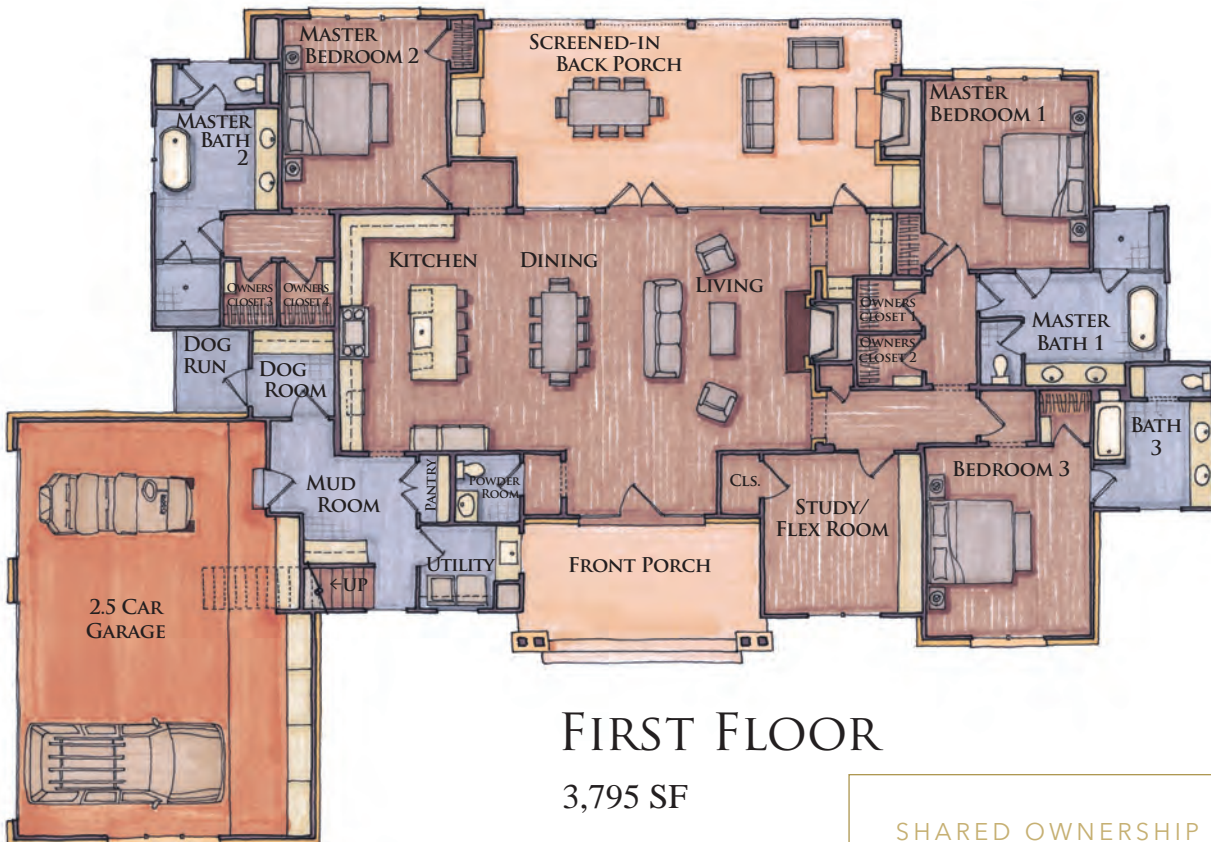 MASTER
BEDROOM 2
SCREENED-IN
BACK PORCH
MASTER
BEDROOM 1
MASTER
BATH
2
KITCHEN
DINING
LIVING
OWNERS
CLOSET 3
OWNERS
CLOSET 4
OWNERS
CLOSET 1
OWNERS
CLOSET 2
MASTER
BATH 1
DOG
RUN
DOG
ROOM
BATH
3
MUD
ROOM
PANTRY
POWDER
ROOM
CLS.
STUDY/
FLEX ROOM
BEDROOM 3
UTILITY
FRONT PORCH
←UP
2.5 CAR
GARAGE
FIRST FLOOR
3,795 SF
SHARED OWNERSHIP